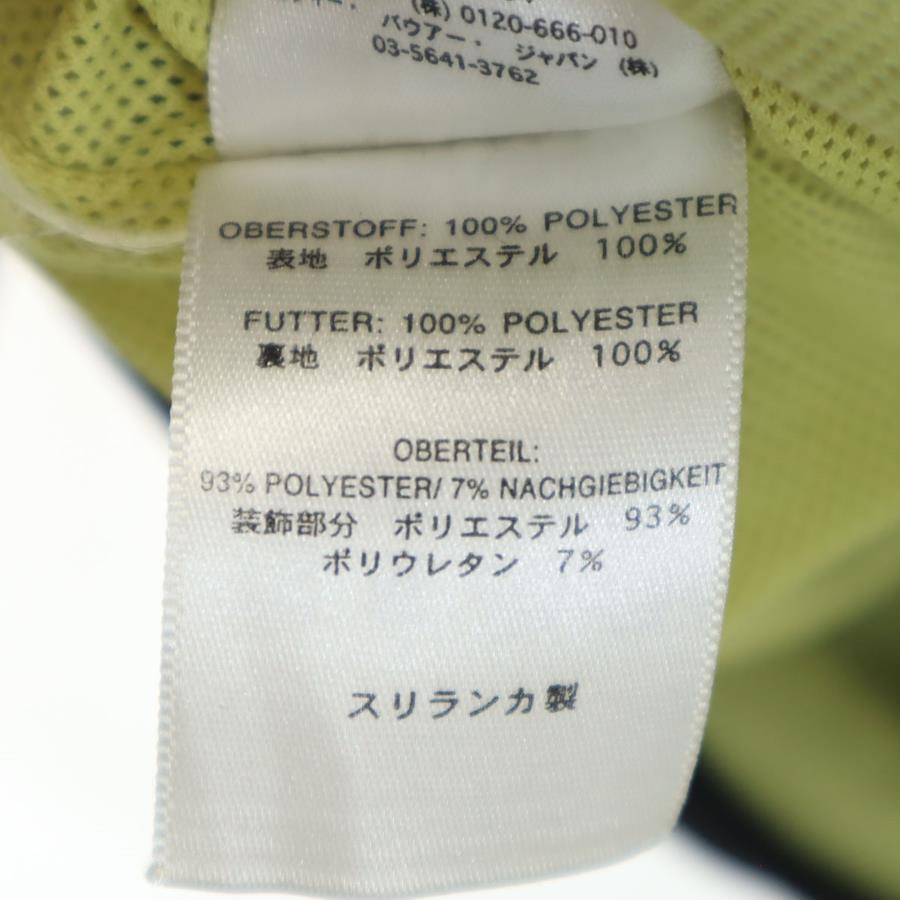 (株) 0120-666-010
バウアー． ジャパン (株)
03-5641-3762
OBERSTOFF: 100% POLYESTER
表地 ポリエステル 100%
FUTTER: 100% POLYESTER
裏地 ポリエステル 100%
OBERTEIL:
93% POLYESTER/ 7% NACHGIEBIGKEIT
装飾部分 ポリエステル 93%
ポリウレタン 7%
スリランカ製